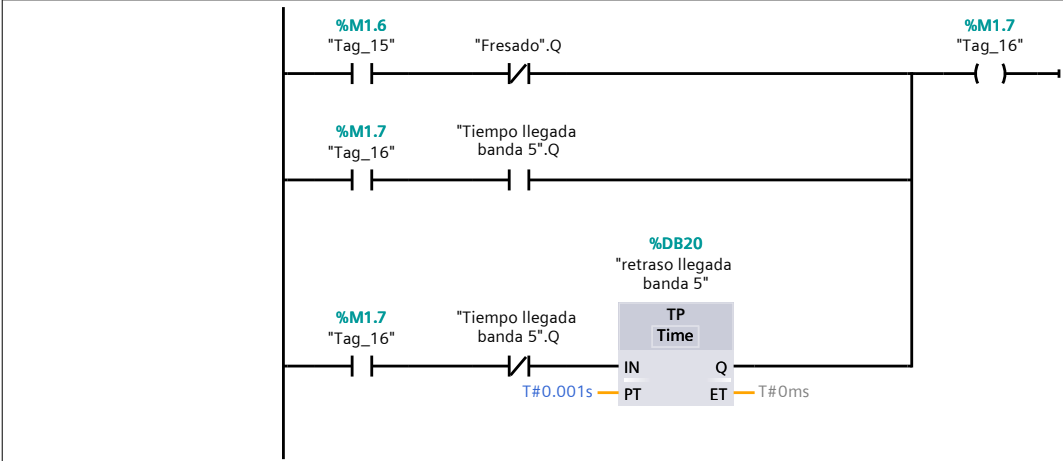 %M1.6
"Tag_15"
"Fresado".Q
%M1.7
"Tag_16"
%M1.7
"Tag_16"
"Tiempo llegada
banda 5".Q
%DB20
"retraso llegada
banda 5"
%M1.7
"Tag_16"
"Tiempo llegada
banda 5".Q
TP
Time
IN
Q
T#0.001s
PT
ET
T#0ms